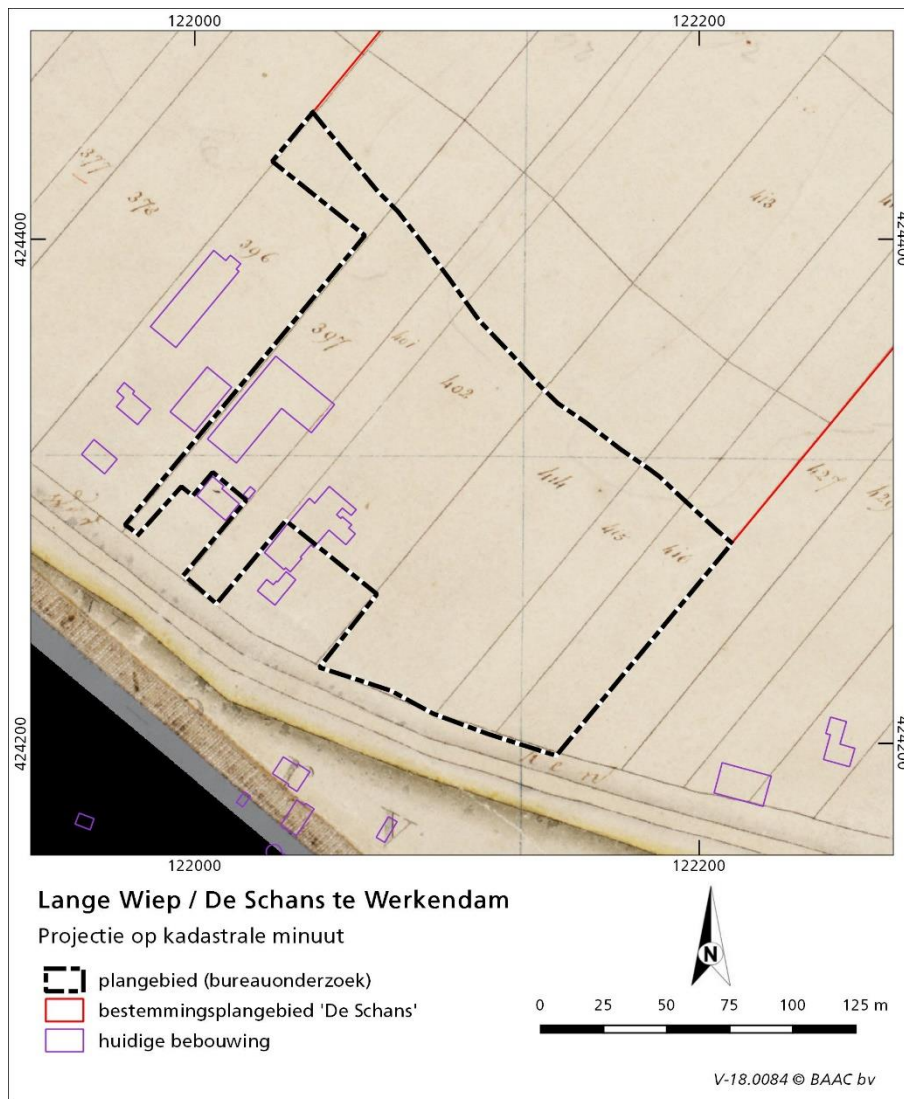 122000 122200
413
377
378
424400 424400
396
397
401
402
414
427
415
416
424200 424200
ken
W
122000 122200
Lange Wiep / De Schans te Werkendam
Projectie op kadastrale minuut
plangebied (bureauonderzoek)
bestemmingsplangebied 'De Schans'
huidige bebouwing
N
0 25 50 75 100 125 m
V-18.0084 © BAAC bv